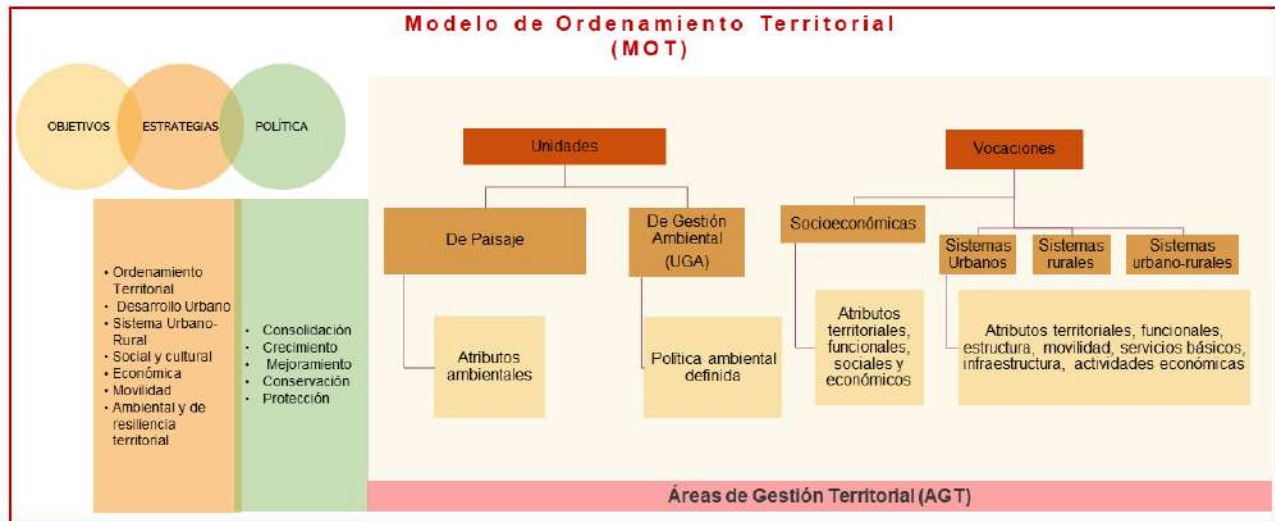 Modelo de Ordenamiento Territorial
(MOT)
OBJETIVOS
ESTRATEGIAS
POLÍTICA
• Ordenamiento
Territorial
• Desarrollo Urbano
• Sistema Urbano-
Rural
• Social y cultural
• Económica
• Movilidad
• Ambiental y de
resiliencia
territorial
• Consolidación
• Crecimiento
• Mejoramiento
• Conservación
• Protección
Unidades
De Paisaje
De Gestión
Ambiental
(UGA)
Atributos
ambientales
Política ambiental
definida
Vocaciones
Socioeconómicas
Sistemas
Urbanos
Sistemas
rurales
Sistemas
urbano-rurales
Atributos
territoriales,
funcionales,
sociales y
económicos
Atributos territoriales, funcionales,
estructura, movilidad, servicios básicos,
infraestructura, actividades económicas
Áreas de Gestión Territorial (AGT)